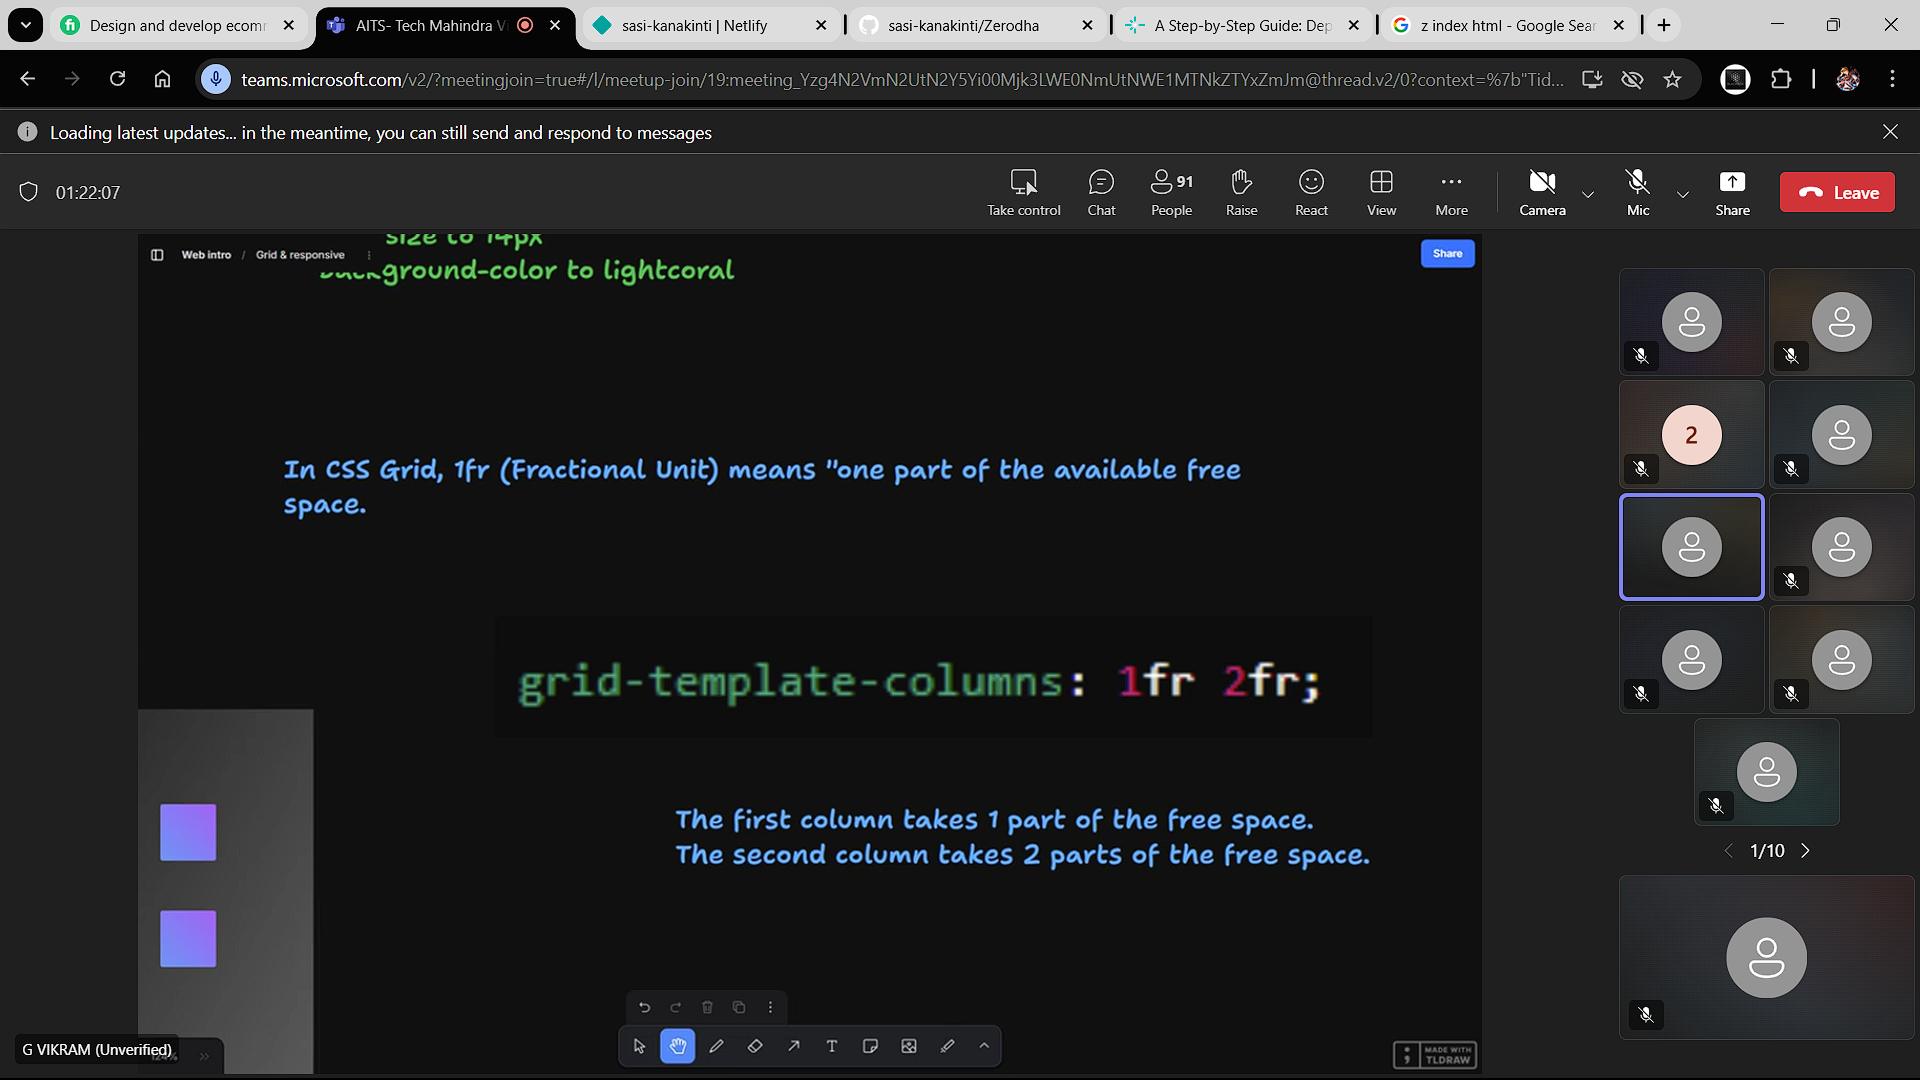 Design and develop ecom
AITS- Tech Mahindra Vi
sasi-kanakinti | Netlify
sasi-kanakinti/Zerodha
A Step-by-Step Guide: Dep
z index html - Google Sear
teams.microsoft.com/v2/?meetingjoin=true#/l/meetup-join/19:meeting_Yzg4N2VmN2UtN2Y5Yi00Mjk3LWE0NmUtNWE1MTNkZTYxZmJm@thread.v2/0?context=%7b"Tid...
Loading latest updates... in the meantime, you can still send and respond to messages
01:22:07
Take control
Chat
91
People
Raise
React
View
More
Camera
Mic
Share
Leave
size to 14px
Web intro / Grid & responsive
Share
background-color to lightcoral
In CSS Grid, 1fr (Fractional Unit) means "one part of the available free
space.
2
grid-template-columns: 1fr 2fr;
The first column takes 1 part of the free space.
The second column takes 2 parts of the free space.
1/10
T
G VIKRAM (Unverified)
MADE WITH
TLDRAW